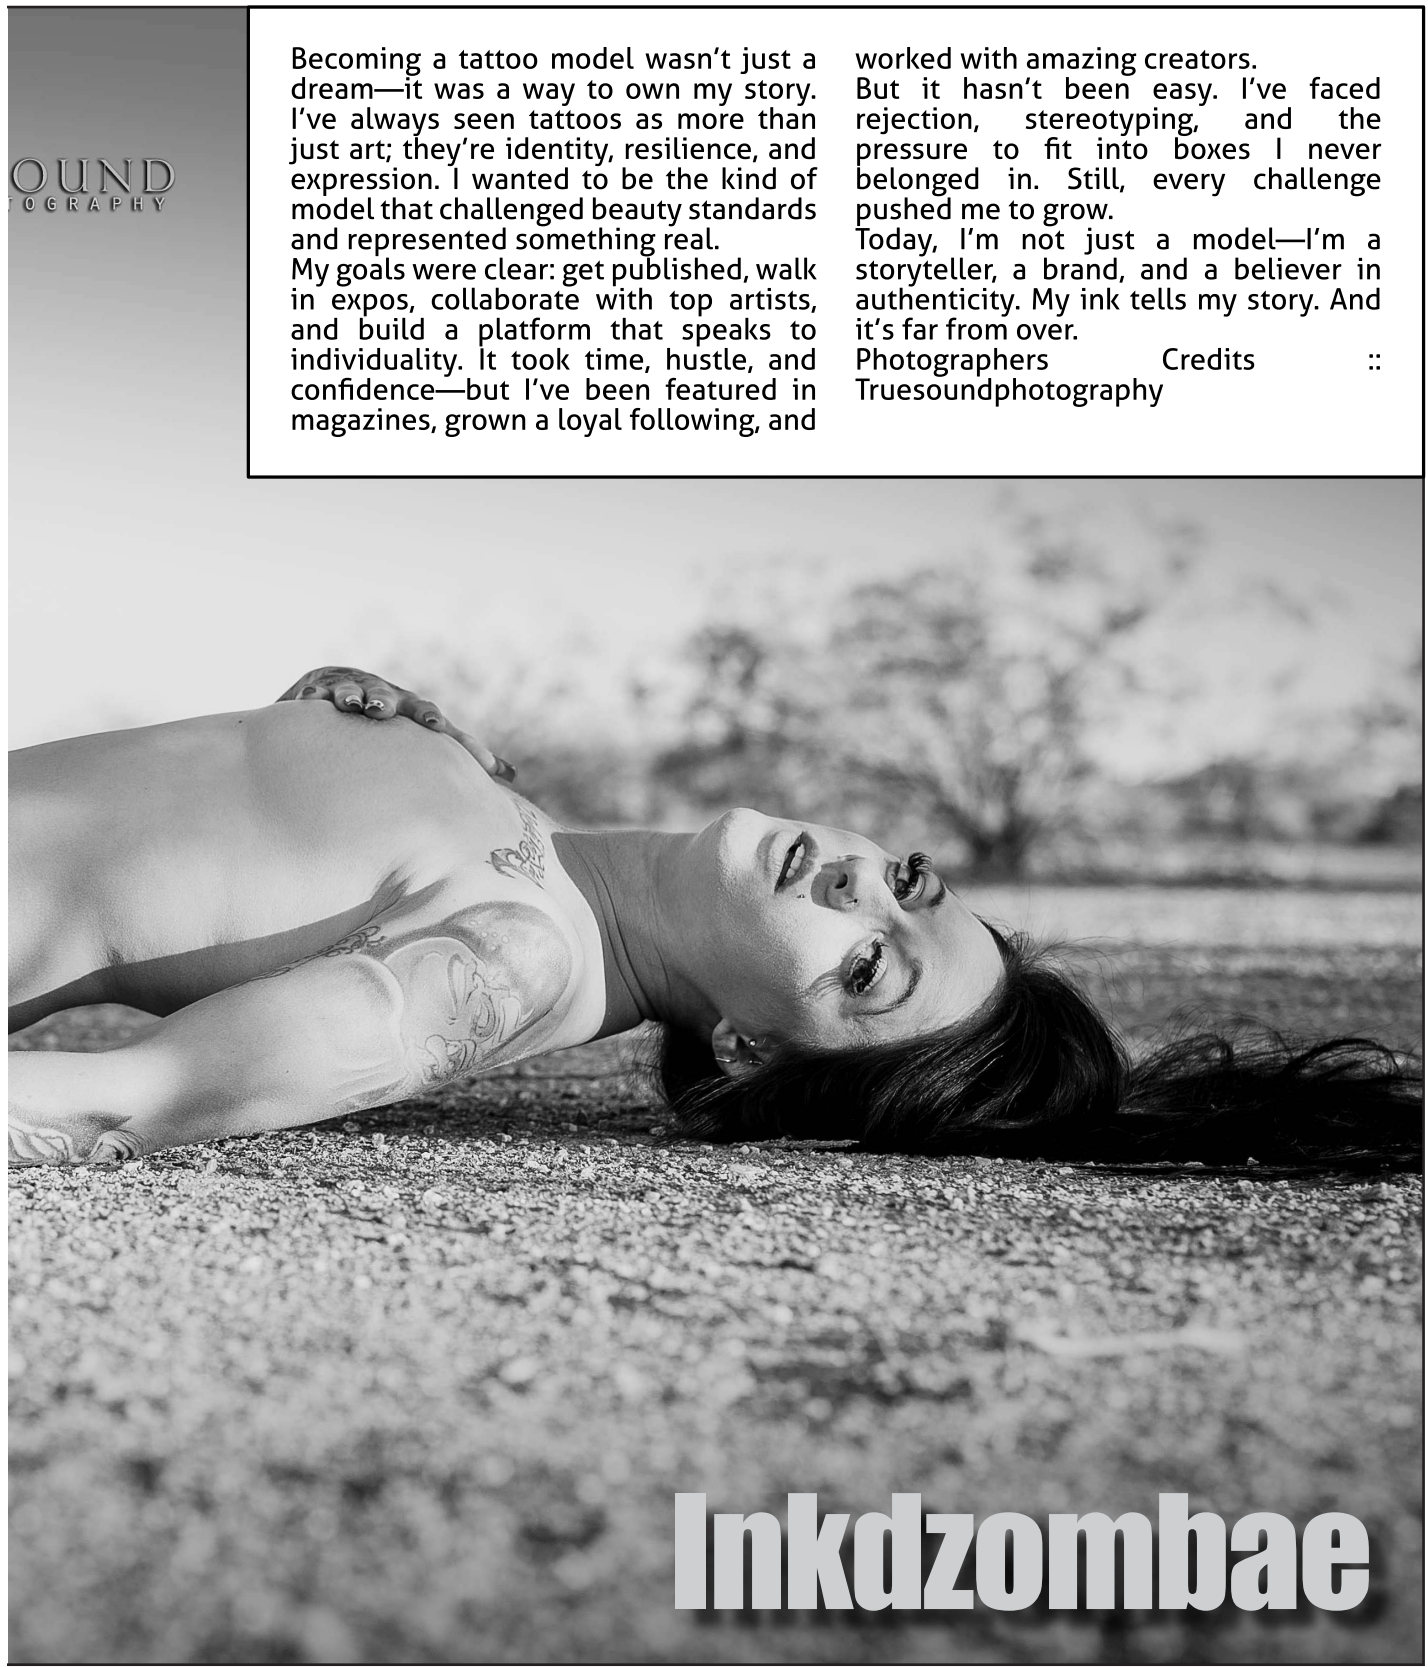 OUND
TOGRAPHY
Becoming a tattoo model wasn’t just a
dream—it was a way to own my story.
I’ve always seen tattoos as more than
just art; they’re identity, resilience, and
expression. I wanted to be the kind of
model that challenged beauty standards
and represented something real.
My goals were clear: get published, walk
in expos, collaborate with top artists,
and build a platform that speaks to
individuality. It took time, hustle, and
confidence—but I’ve been featured in
magazines, grown a loyal following, and
worked with amazing creators.
But it hasn’t been easy. I’ve faced
rejection, stereotyping, and the
pressure to fit into boxes I never
belonged in. Still, every challenge
pushed me to grow.
Today, I’m not just a model—I’m a
storyteller, a brand, and a believer in
authenticity. My ink tells my story. And
it’s far from over.
Photographers Credits ::
Truesoundphotography
Inkdzombae